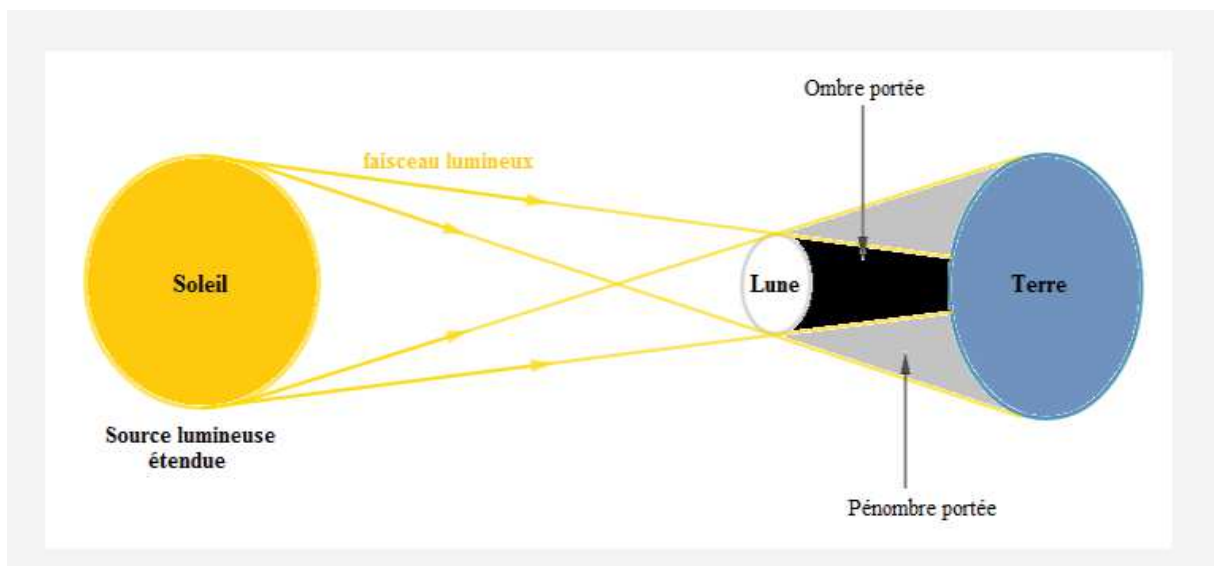 Ombre portée
faisceau lumineux
Soleil
Lune
Terre
Source lumineuse
étendue
Pénombre portée